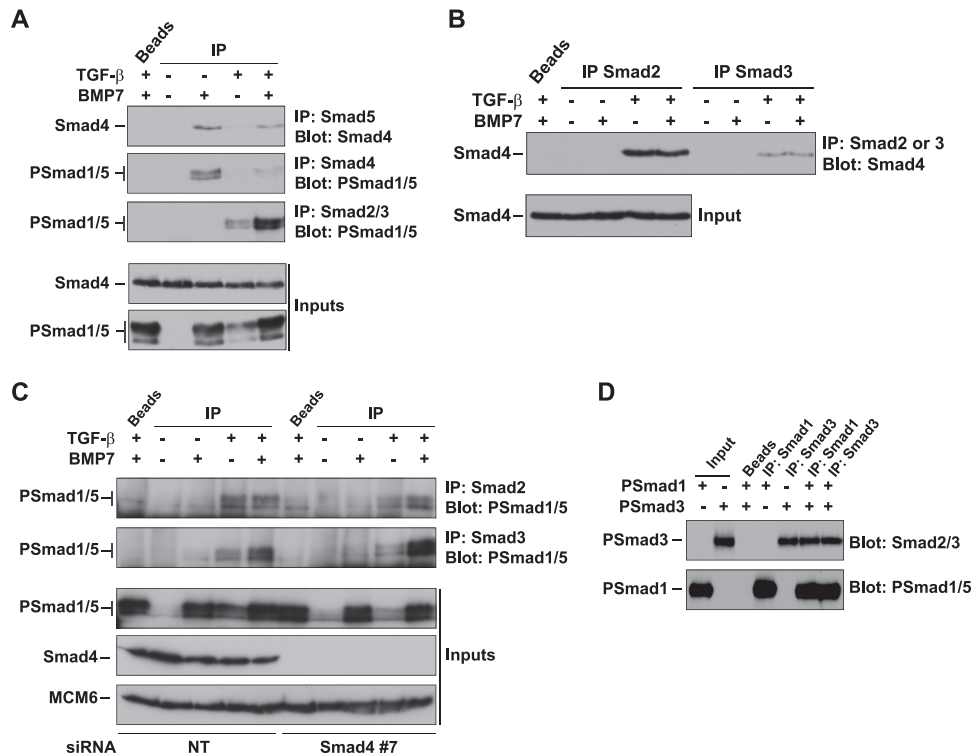 A
Beads
IP
TGF-β + - - + +
BMP7 + - + - +
Smad4
IP: Smad5
Blot: Smad4
PSmad1/5
IP: Smad4
Blot: PSmad1/5
PSmad1/5
IP: Smad2/3
Blot: PSmad1/5
Smad4
PSmad1/5
Inputs
B
Beads
IP Smad2
IP Smad3
TGF-β + - - + + - - + +
BMP7 + - + - + - + - +
Smad4
IP: Smad2 or 3
Blot: Smad4
Smad4
Input
C
Beads
IP
Beads
IP
TGF-β + - - + + + - - + +
BMP7 + - + - + + - + - +
PSmad1/5
IP: Smad2
Blot: PSmad1/5
PSmad1/5
IP: Smad3
Blot: PSmad1/5
PSmad1/5
Smad4
MCM6
Inputs
siRNA
NT
Smad4 #7
D
Input
Beads
IP: Smad1
IP: Smad3
IP: Smad1
IP: Smad3
PSmad1 + - + + - + +
PSmad3 - + + - + + +
PSmad3
Blot: Smad2/3
PSmad1
Blot: PSmad1/5